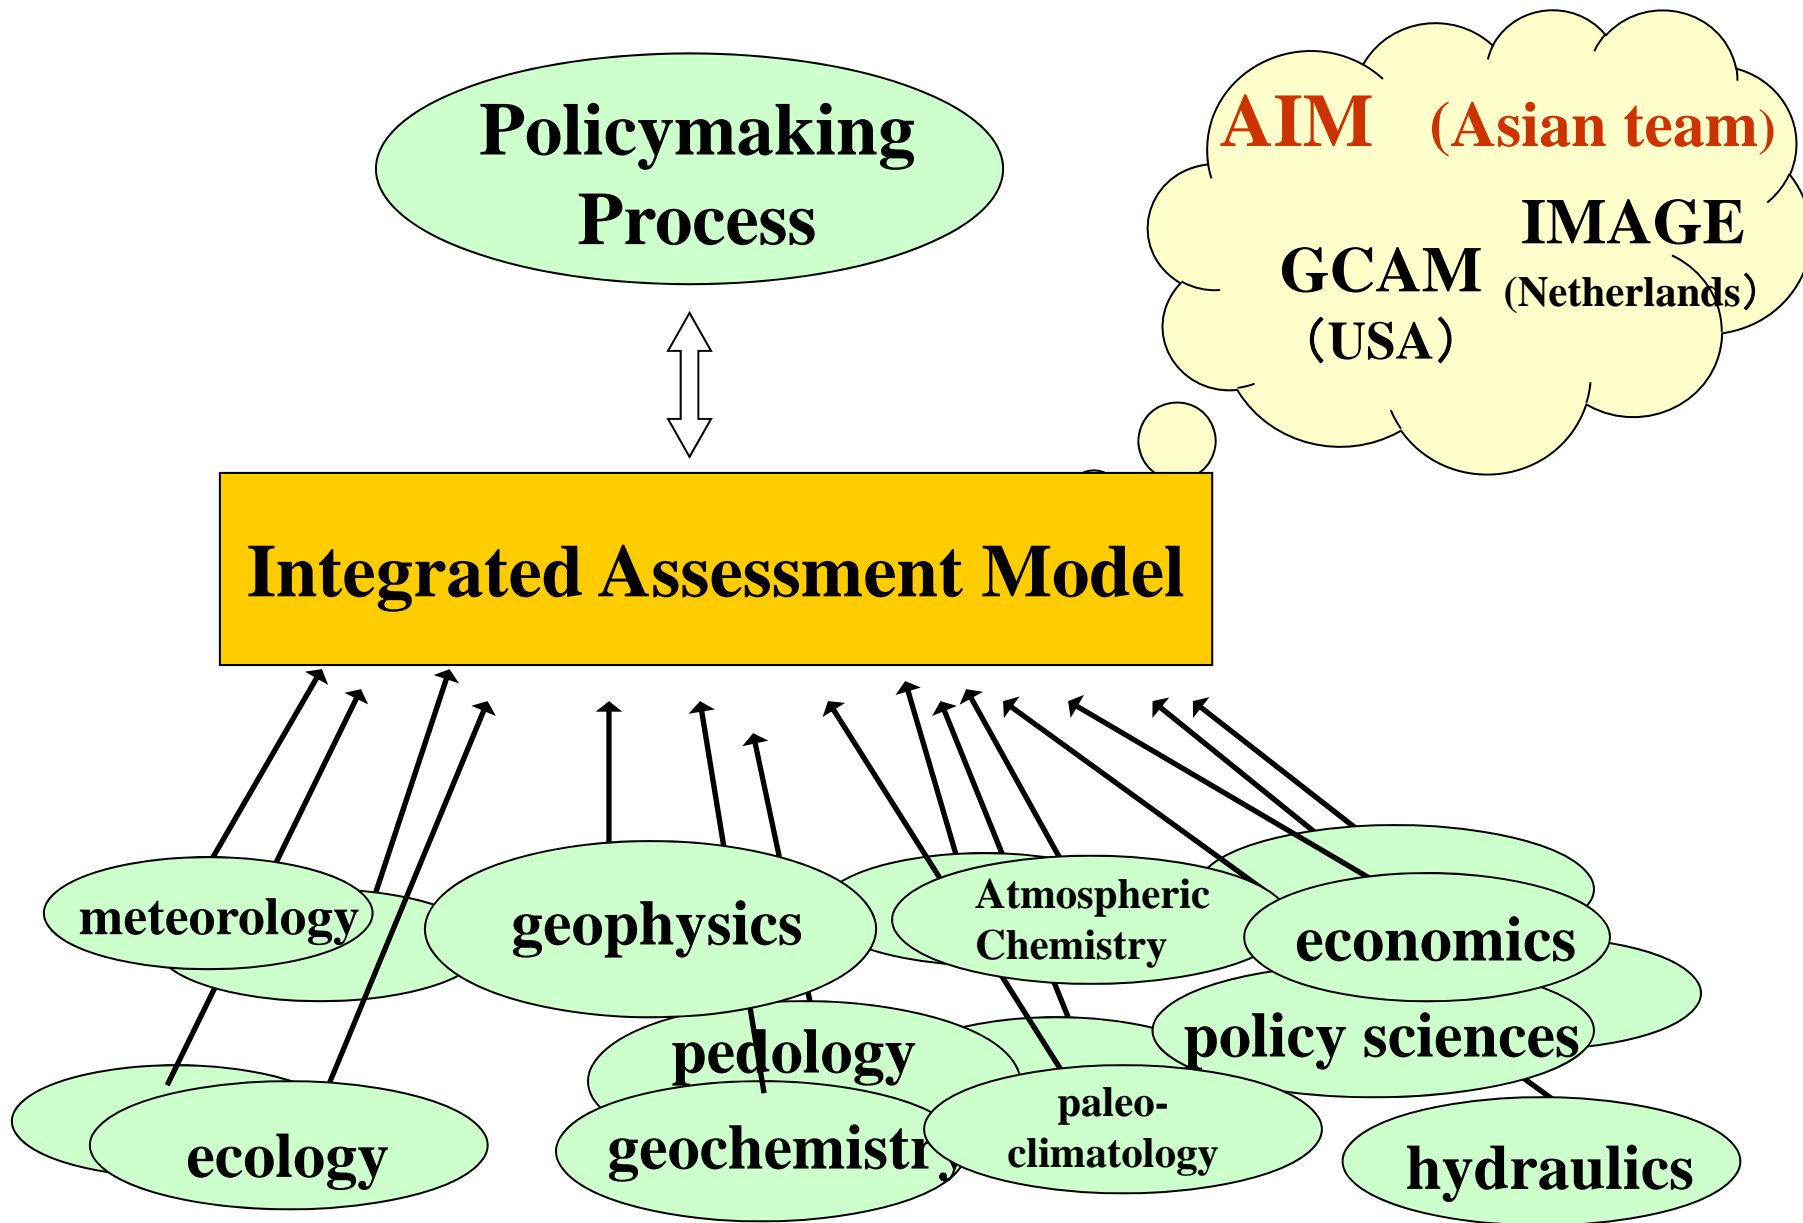 Policymaking
Process
AIM (Asian team)
IMAGE
(Netherlands）
GCAM
（USA）
Integrated Assessment Model
meteorology
geophysics
Atmospheric
Chemistry
economics
pedology
policy sciences
ecology
geochemistry
paleo-
climatology
hydraulics